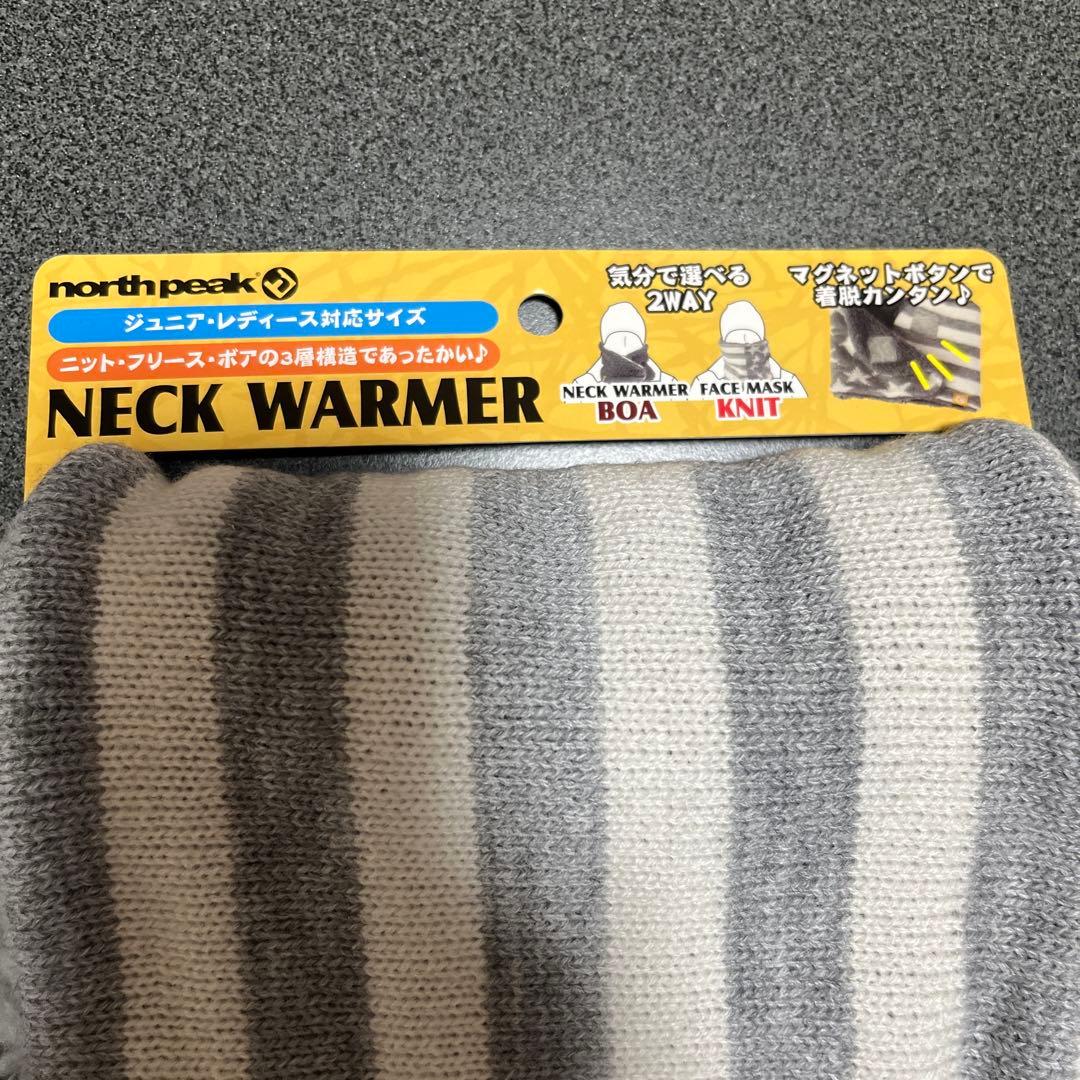 north peak®
ジュニア・レディース対応サイズ
ニット・フリース・ボアの3層構造であったかい♪
NECK WARMER
気分で選べる
2WAY
NECK WARMER
BOA
FACE MASK
KNIT
マグネットボタンで
着脱カンタン♪